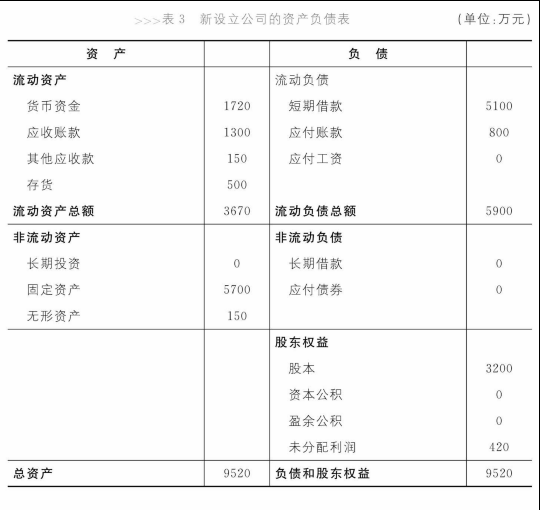 >>>表3 新设立公司的资产负债表 (单位:万元)
资 产 负 债
流动资产 流动负债
货币资金 1720 短期借款 5100
应收账款 1300 应付账款 800
其他应收款 150 应付工资 0
存货 500
流动资产总额 3670 流动负债总额 5900
非流动资产 非流动负债
长期投资 0 长期借款 0
固定资产 5700 应付债券 0
无形资产 150
股东权益
股本 3200
资本公积 0
盈余公积 0
未分配利润 420
总资产 9520 负债和股东权益 9520